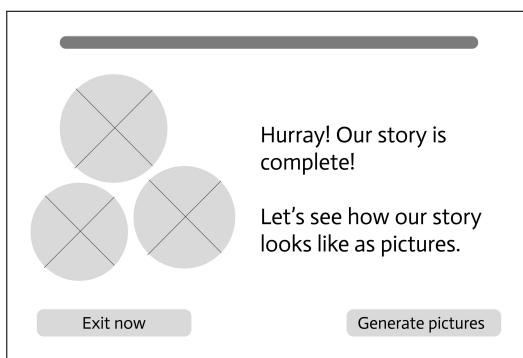 Hurray! Our story is
complete!
Let's see how our story
looks like as pictures.
Exit now
Generate pictures